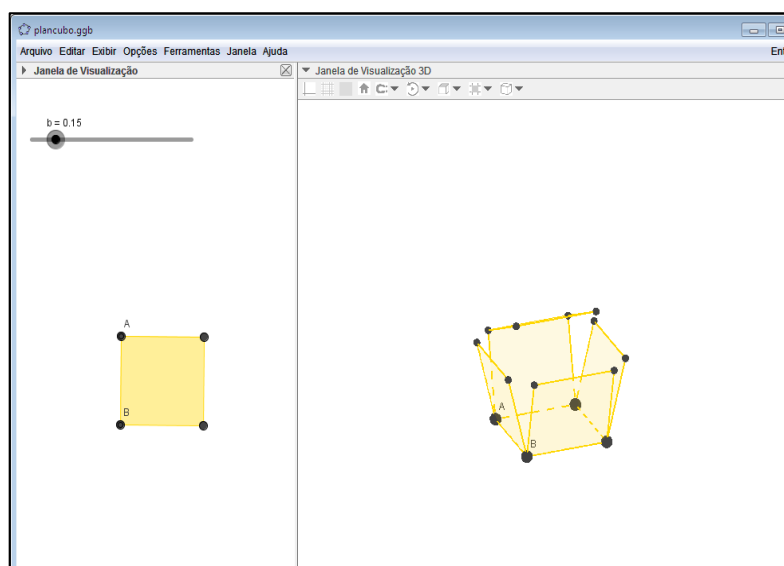 plancubo.ggb
Arquivo Editar Exibir Opções Ferramentas Janela Ajuda
Janela de Visualização
Janela de Visualização 3D
b = 0.15
A
B
A
B